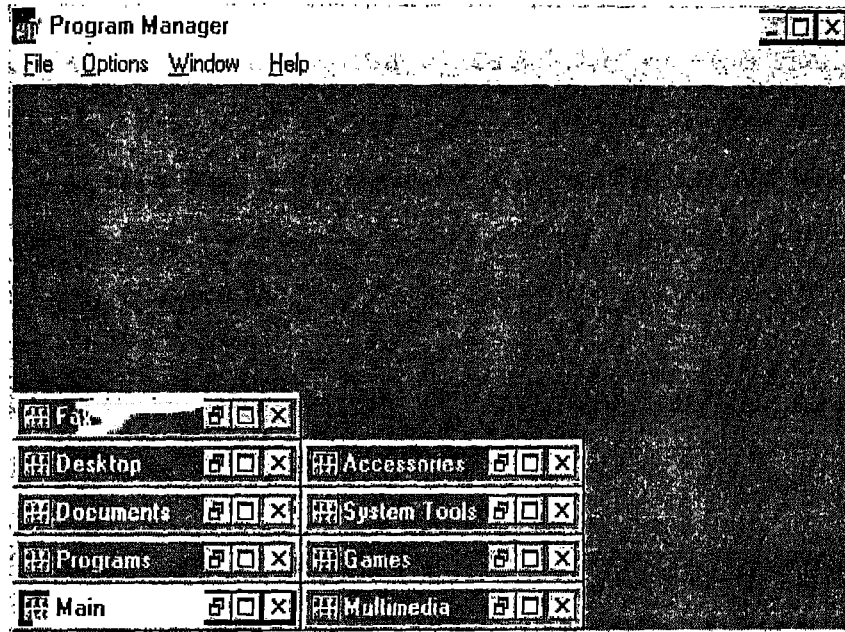 Program Manager
File Options Window Help
Desktop
Accessories
Documents
System Tools
Programs
Games
Main
Multimedia